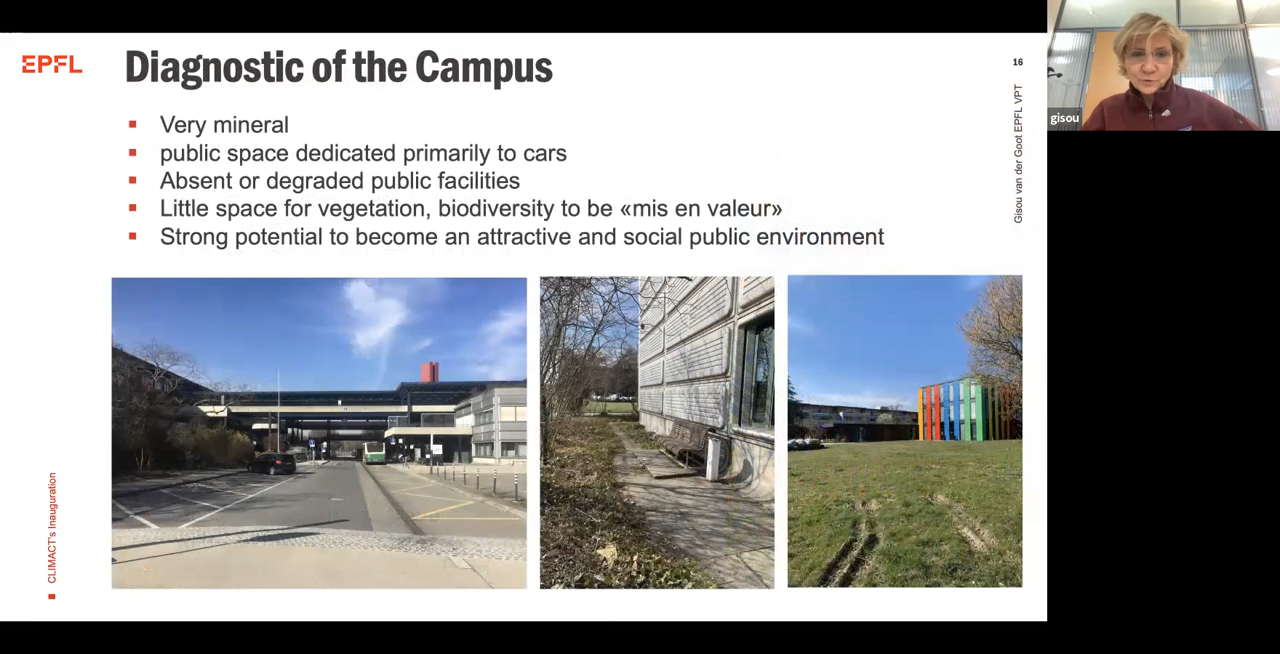 EPFL
Diagnostic of the Campus
16
Gisou van der Goot EPFL VPT
gisou
Very mineral
public space dedicated primarily to cars
Absent or degraded public facilities
Little space for vegetation, biodiversity to be «mis en valeur»
Strong potential to become an attractive and social public environment
CLIMACT's Inauguration